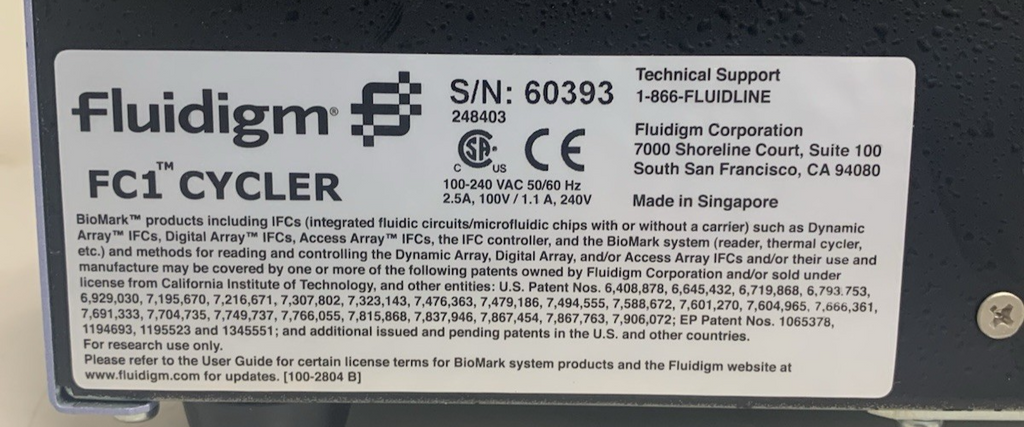 fluidigm®
FC1™ CYCLER
S/N: 60393
248403
C SA® US CE
100-240 VAC 50/60 Hz
2.5A, 100V / 1.1 A, 240V
Technical Support
1-866-FLUIDLINE
Fluidigm Corporation
7000 Shoreline Court, Suite 100
South San Francisco, CA 94080
Made in Singapore
BioMark™ products including IFCs (integrated fluidic circuits/microfluidic chips with or without a carrier) such as Dynamic
Array™ IFCs, Digital Array™ IFCs, Access Array™ IFCs, the IFC controller, and the BioMark system (reader, thermal cycler,
etc.) and methods for reading and controlling the Dynamic Array, Digital Array, and/or Access Array IFCs and/or their use and
manufacture may be covered by one or more of the following patents owned by Fluidigm Corporation and/or sold under
license from California Institute of Technology, and other entities: U.S. Patent Nos. 6,408,878, 6,645,432, 6,719,868, 6,793,753,
6,929,030, 7,195,670, 7,216,671, 7,307,802, 7,323,143, 7,476,363, 7,479,186, 7,494,555, 7,588,672, 7,601,270, 7,604,965, 7,666,361,
7,691,333, 7,704,735, 7,749,737, 7,766,055, 7,815,868, 7,837,946, 7,867,454, 7,867,763, 7,906,072; EP Patent Nos. 1065378,
1194693, 1195523 and 1345551; and additional issued and pending patents in the U.S. and other countries.
For research use only.
Please refer to the User Guide for certain license terms for BioMark system products and the Fluidigm website at
www.fluidigm.com for updates. [100-2804 B]